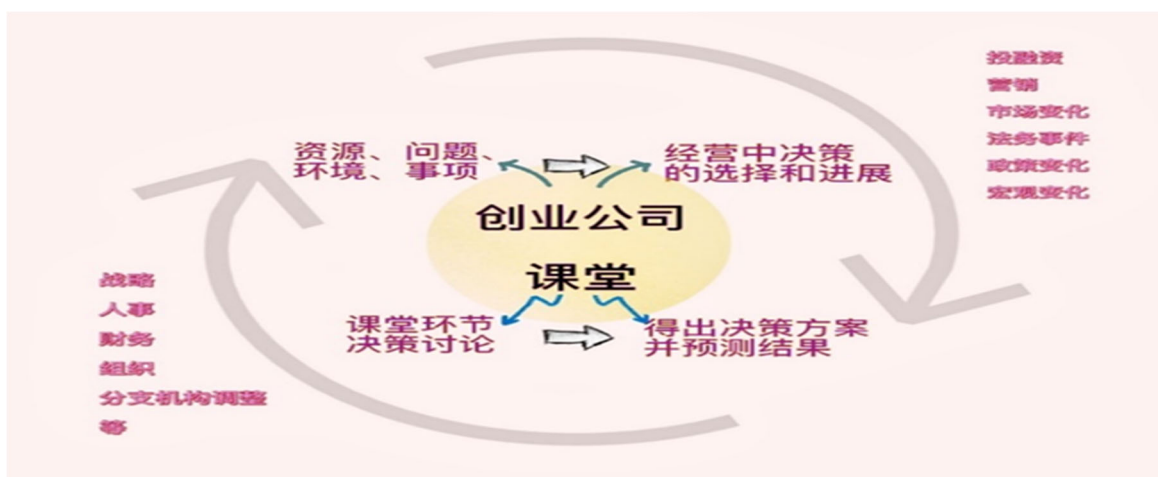 投融资
营销
市场变化
法务事件
政策变化
宏观变化
资源、问题、
环境、事项
经营中决策
的选择和进展
创业公司
课堂
课堂环节
决策讨论
得出决策方案
并预测结果
战略
人事
财务
组织
分支机构调整
等